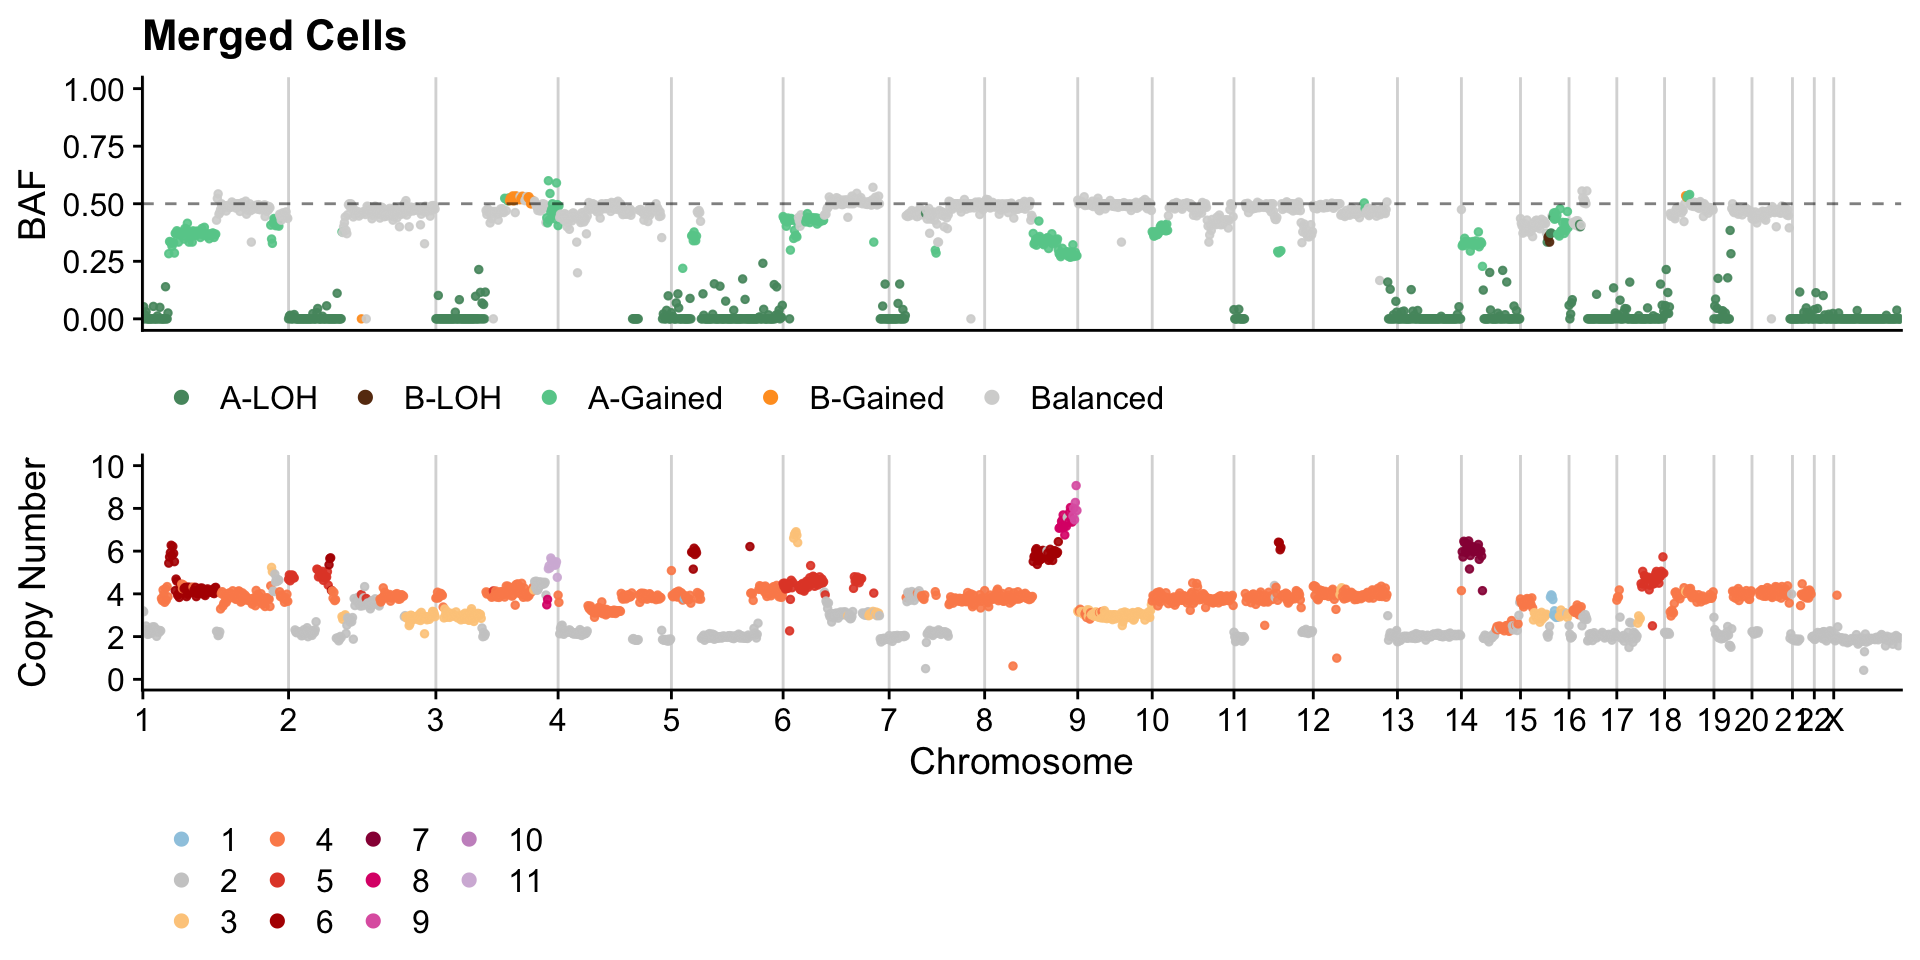 Merged Cells
1.00
0.75
0.50
0.25
0.00
BAF
A-LOH B-LOH A-Gained B-Gained Balanced
10
8
6
4
2
0
Copy Number
1 2 3 4 5 6 7 8 9 10 11 12 13 14 15 16 17 18 19 20 21 22 X
Chromosome
1 4 7 10
2 5 8 11
3 6 9